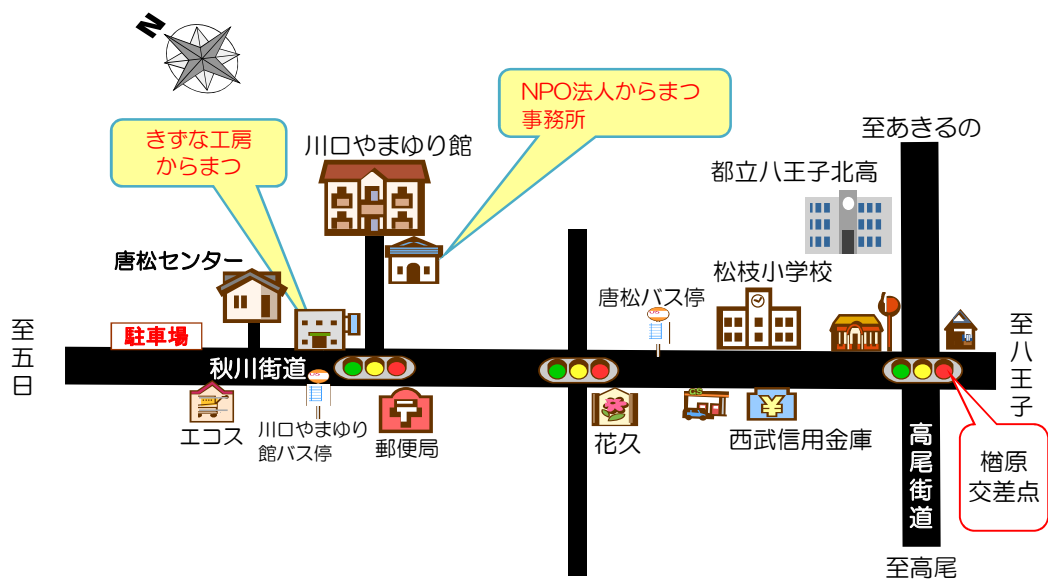 N
NPO法人からまつ
事務所
きずな工房
からまつ
川口やまゆり館
至あきるの
都立八王子北高
唐松センター
松枝小学校
唐松バス停
至五日
駐車場
至八王子
秋川街道
エコス
川口やまゆり
館バス停
〒
郵便局
花久
¥
西武信用金庫
高尾街道
楢原
交差点
至高尾